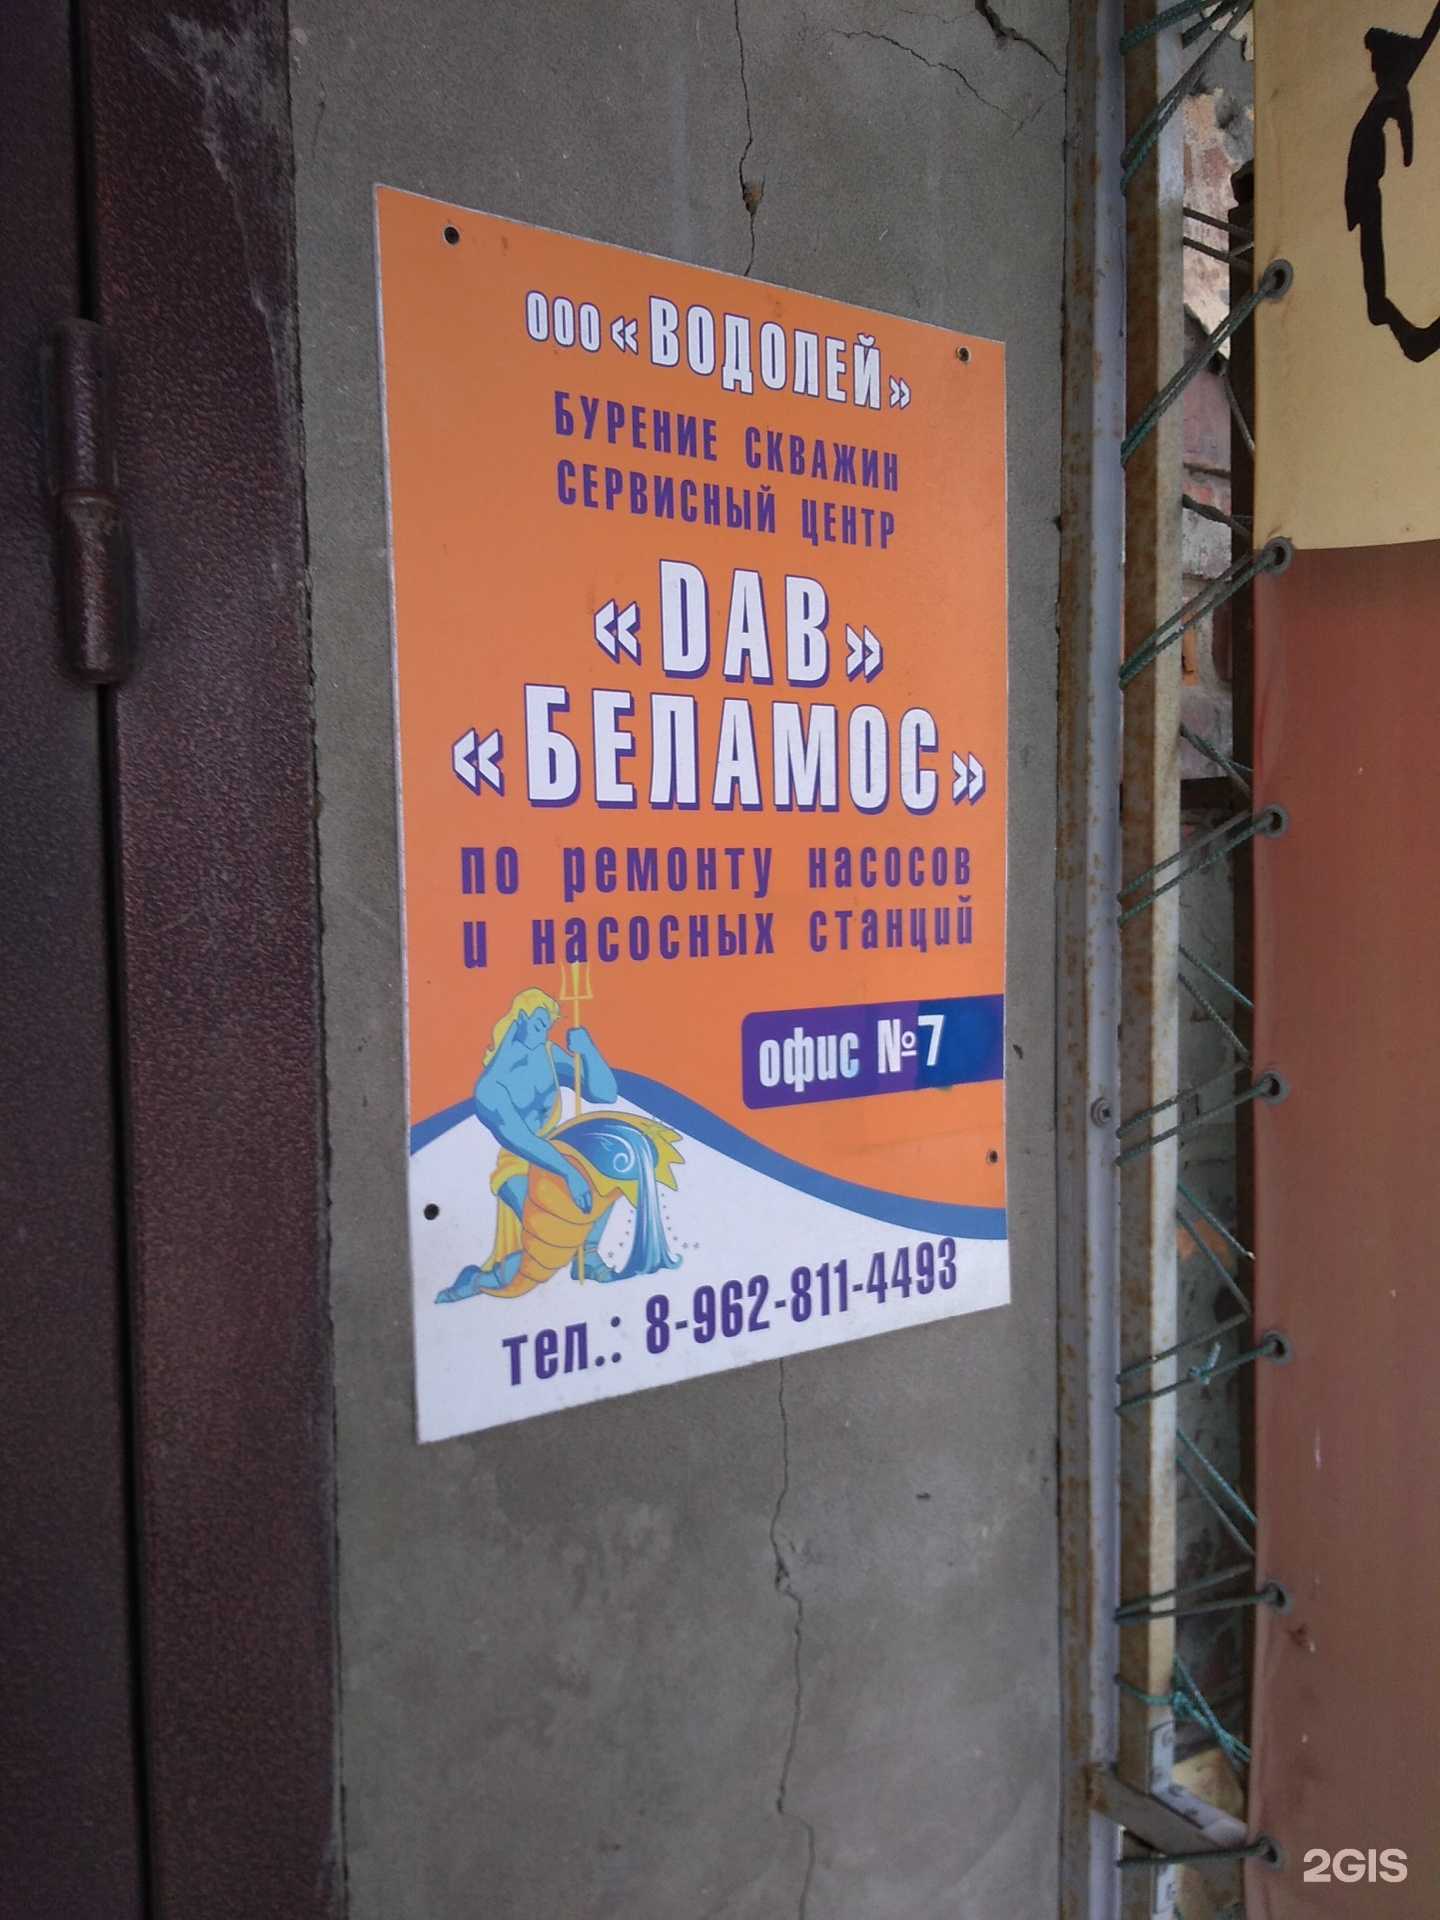 ООО «ВОДОЛЕЙ»
БУРЕНИЕ СКВАЖИН
СЕРВИСНЫЙ ЦЕНТР
«DAB»
«БЕЛАМОС»
по ремонту насосов
и насосных станций
офис №7
тел.: 8-962-811-4493
2GIS